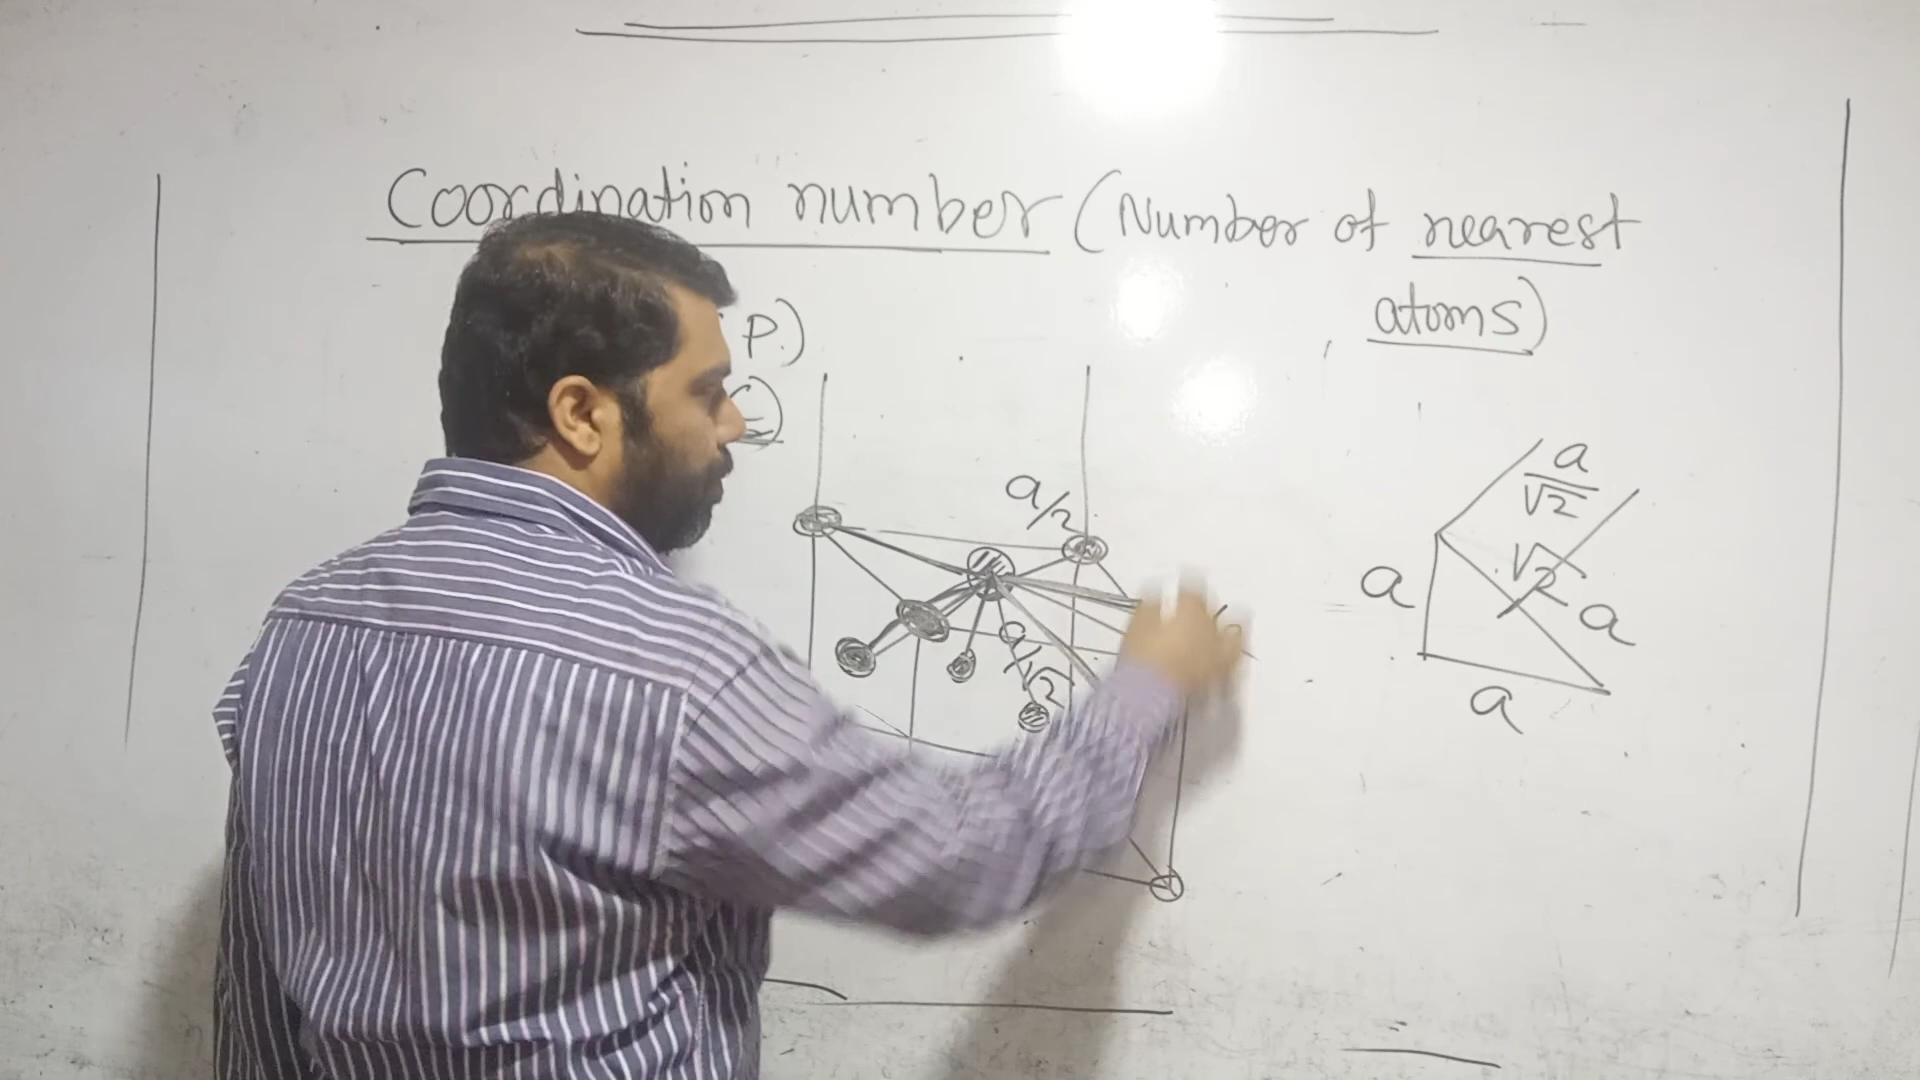 Coordination number (Number of nearest
atoms)
P.)
a/2
a/√2
a
√2
a
√2 a
a